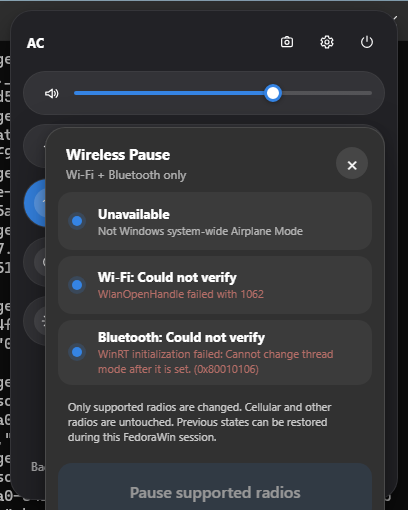 AC
Wireless Pause
Wi-Fi + Bluetooth only
Unavailable
Not Windows system-wide Airplane Mode
Wi-Fi: Could not verify
WlanOpenHandle failed with 1062
Bluetooth: Could not verify
WinRT initialization failed: Cannot change thread
mode after it is set. (0x80010106)
Only supported radios are changed. Cellular and other
radios are untouched. Previous states can be restored
during this FedoraWin session.
Pause supported radios